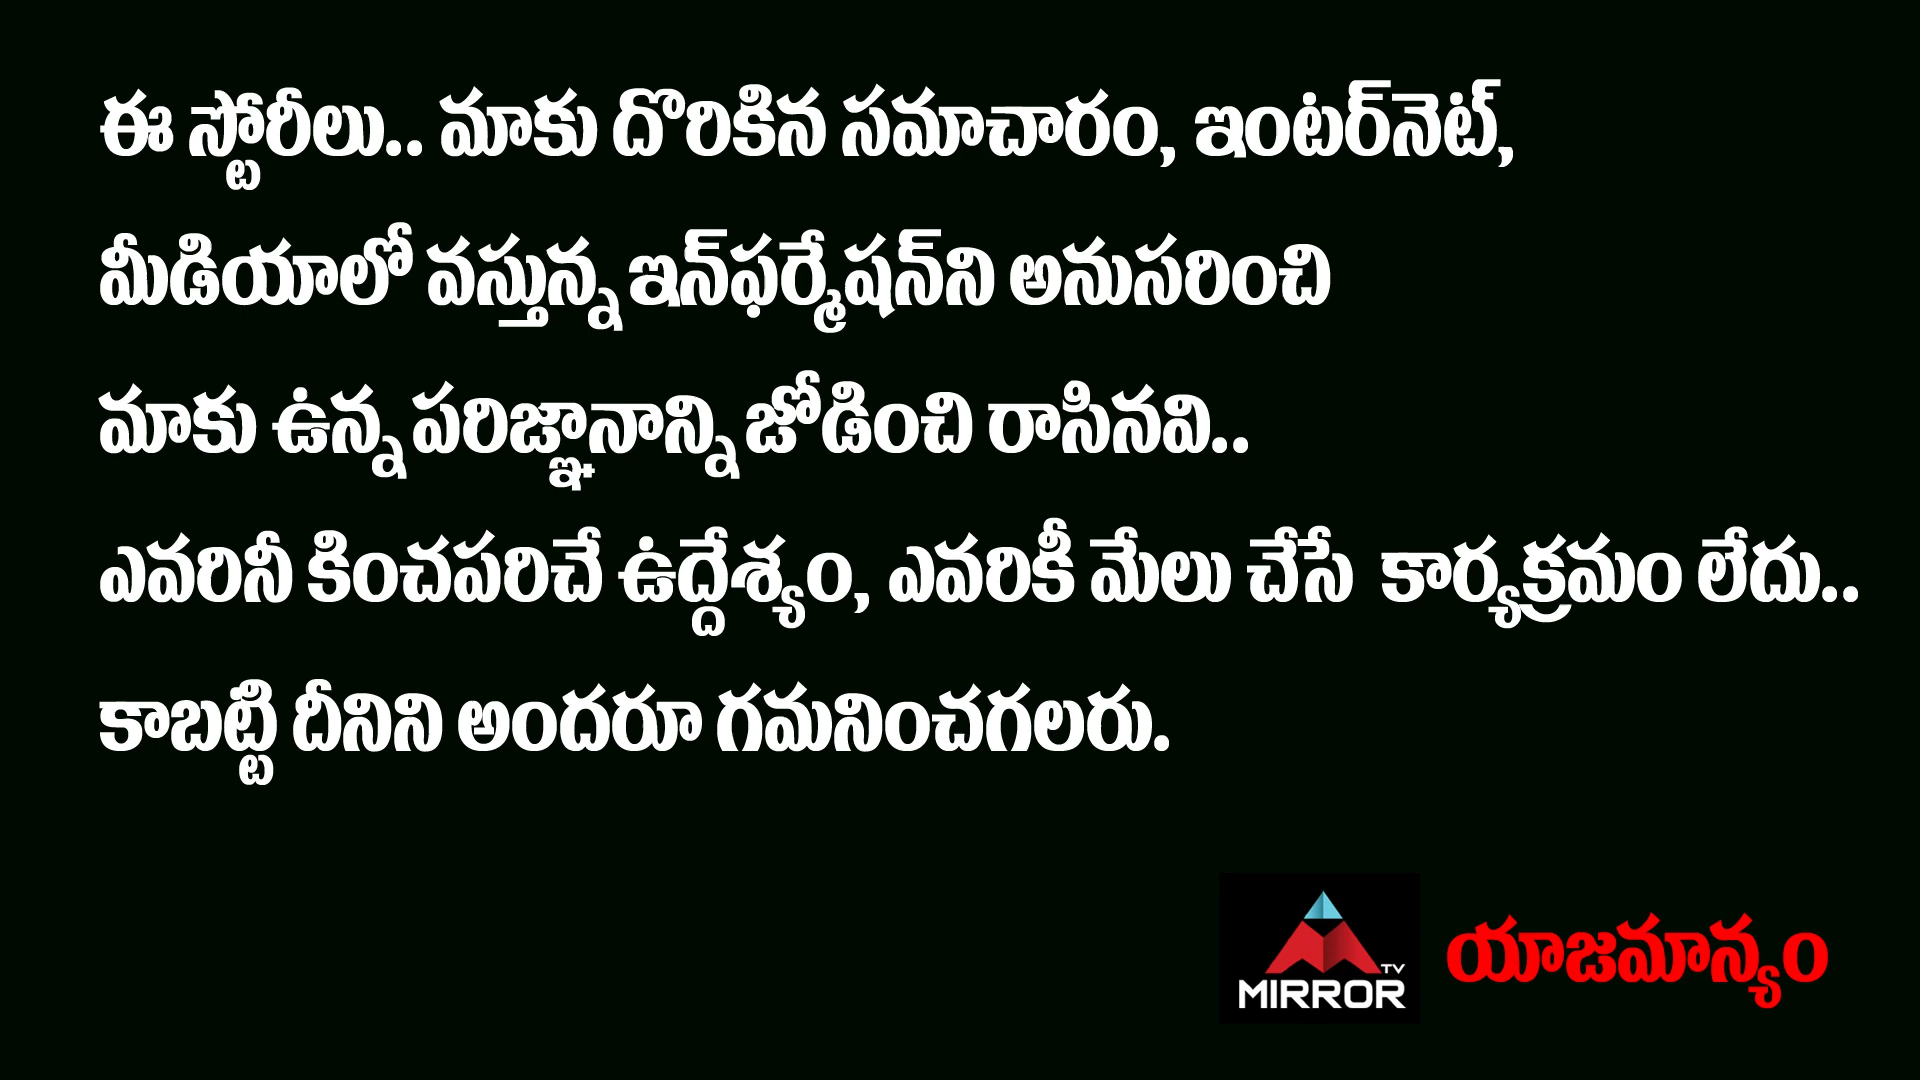 ఈ స్టోరీలు.. మాకు దొరికిన సమాచారం, ఇంటర్‌నెట్,
మీడియాలో వస్తున్న ఇన్‌ఫర్మేషన్‌ని అనుసరించి
మాకు ఉన్న పరిజ్ఞానాన్ని జోడించి రాసినవి..
ఎవరినీ కించపరిచే ఉద్దేశ్యం, ఎవరికీ మేలు చేసే కార్యక్రమం లేదు..
కాబట్టి దీనిని అందరూ గమనించగలరు.
TV
MIRROR
యాజమాన్యం